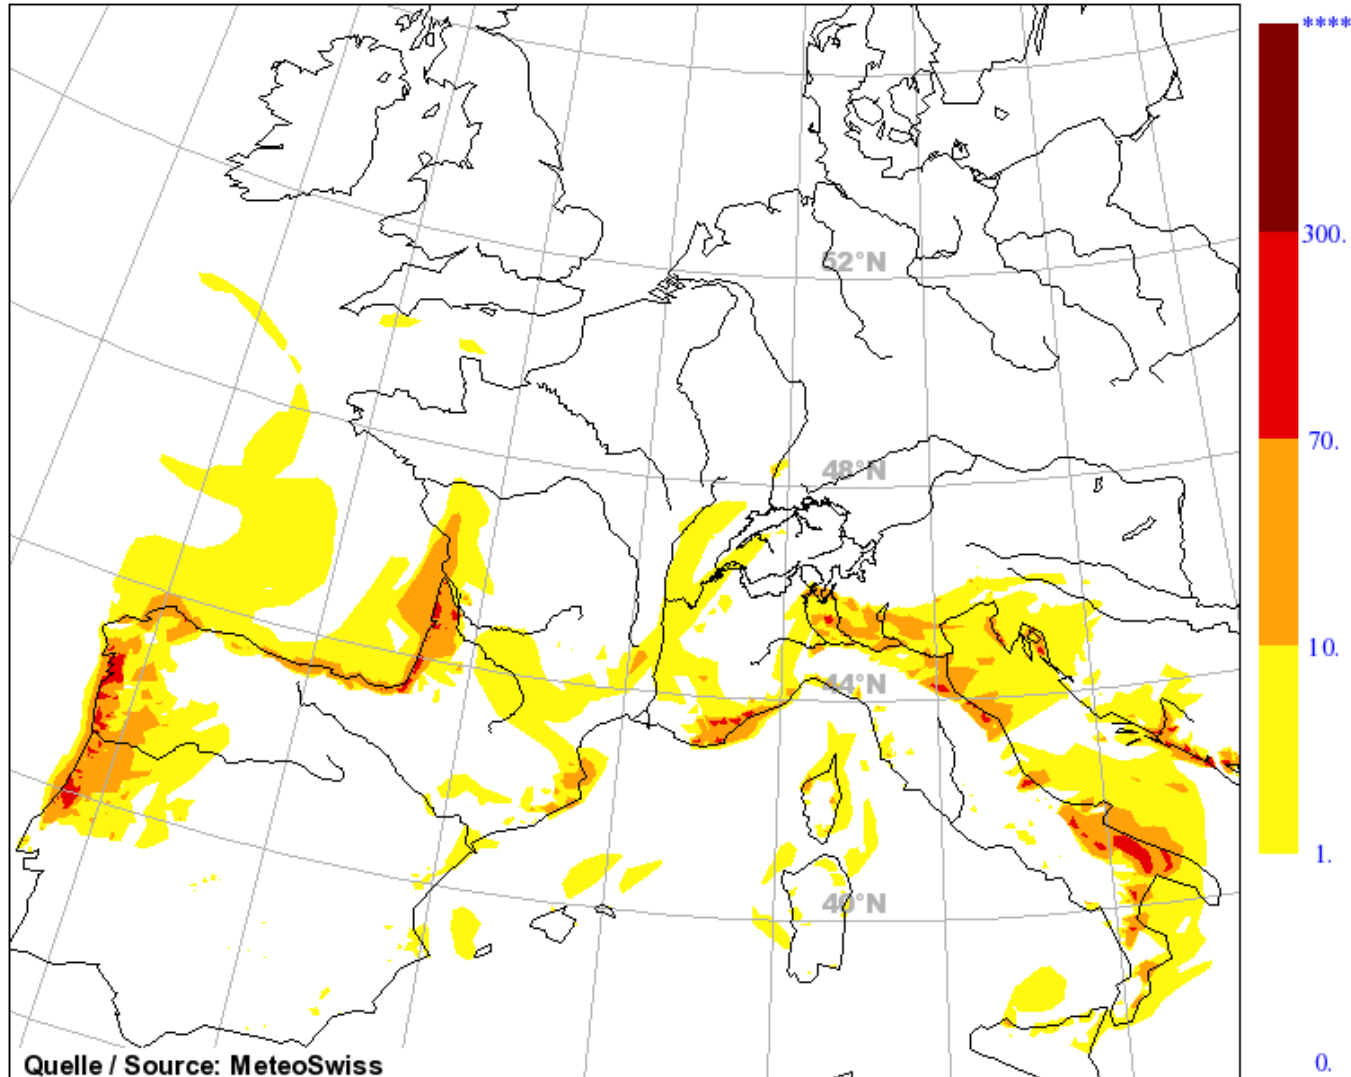 ****
300.
52°N
70.
48°N
10.
44°N
1.
40°N
0.
Quelle / Source: MeteoSwiss